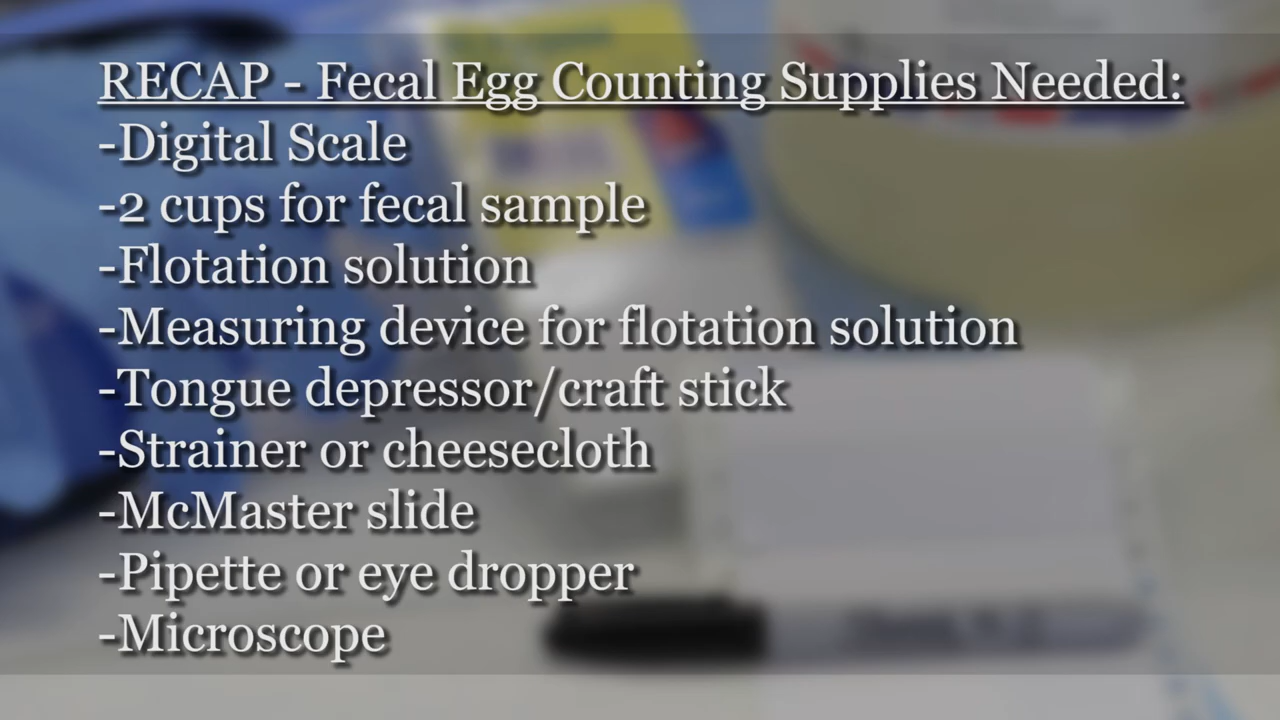 RECAP - Fecal Egg Counting Supplies Needed:
-Digital Scale
-2 cups for fecal sample
-Flotation solution
-Measuring device for flotation solution
-Tongue depressor/craft stick
-Strainer or cheesecloth
-McMaster slide
-Pipette or eye dropper
-Microscope